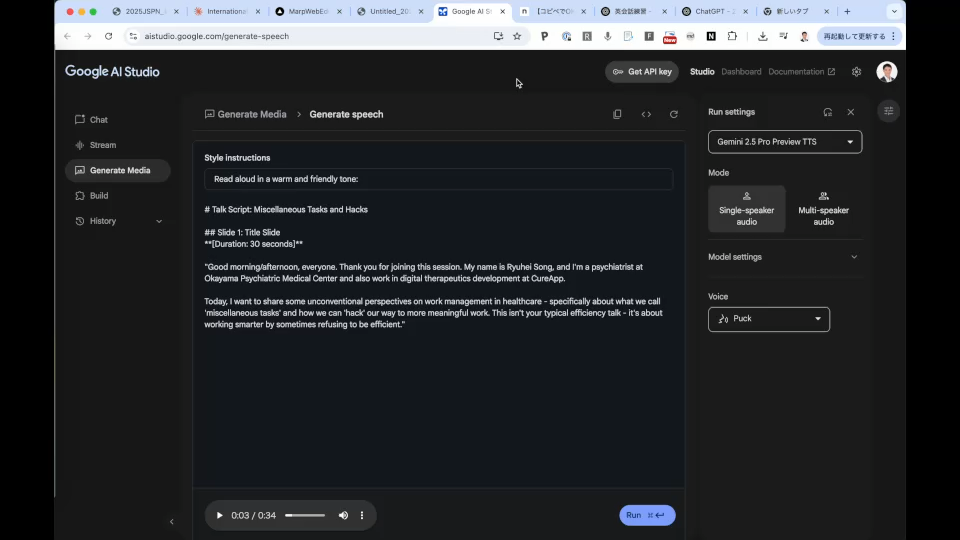 2025JSPN_
International
MarpWebEdi
Untitled_20
Google AI S
【コピペでOK
英会話練習 -
ChatGPT - 
新しいタブ
aistudio.google.com/generate-speech
New
再起動して更新する
Google AI Studio
Get API key
Studio
Dashboard
Documentation
Chat
Stream
Generate Media
Build
History
Generate Media > Generate speech
Style instructions
Read aloud in a warm and friendly tone:
# Talk Script: Miscellaneous Tasks and Hacks
## Slide 1: Title Slide
**[Duration: 30 seconds]**
"Good morning/afternoon, everyone. Thank you for joining this session. My name is Ryuhei Song, and I'm a psychiatrist at
Okayama Psychiatric Medical Center and also work in digital therapeutics development at CureApp.
Today, I want to share some unconventional perspectives on work management in healthcare - specifically about what we call
'miscellaneous tasks' and how we can 'hack' our way to more meaningful work. This isn't your typical efficiency talk - it's about
working smarter by sometimes refusing to be efficient."
0:03 / 0:34
Run
Run settings
Gemini 2.5 Pro Preview TTS
Mode
Single-speaker
audio
Multi-speaker
audio
Model settings
Voice
Puck